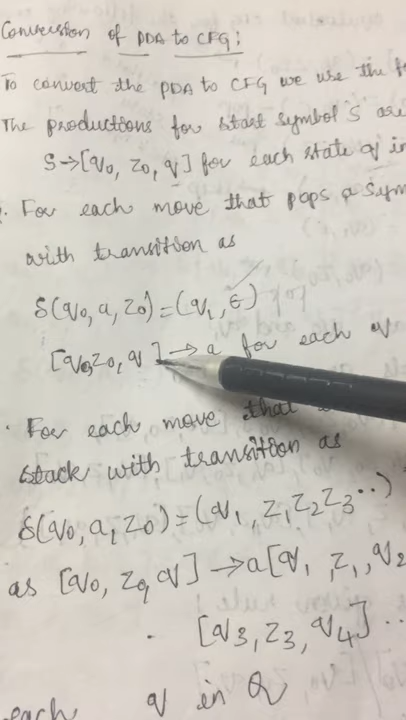 Conversion of PDA to CFG:
To convert the PDA to CFG we use the
The productions for start symbol S are
S→[q0, z0, q] for each state q in
. For each move that pops a sym
with transition as
δ(q0, a, z0) = (q1, ε)
[q0, z0, q ] → a for each q
. For each move that
stack with transition as
δ(q0, a, z0) = (q1, z1z2z3··)
as [q0, z0, q] → a[q1, z1, q2
. [q3, z3, q4] ··
each q in Q